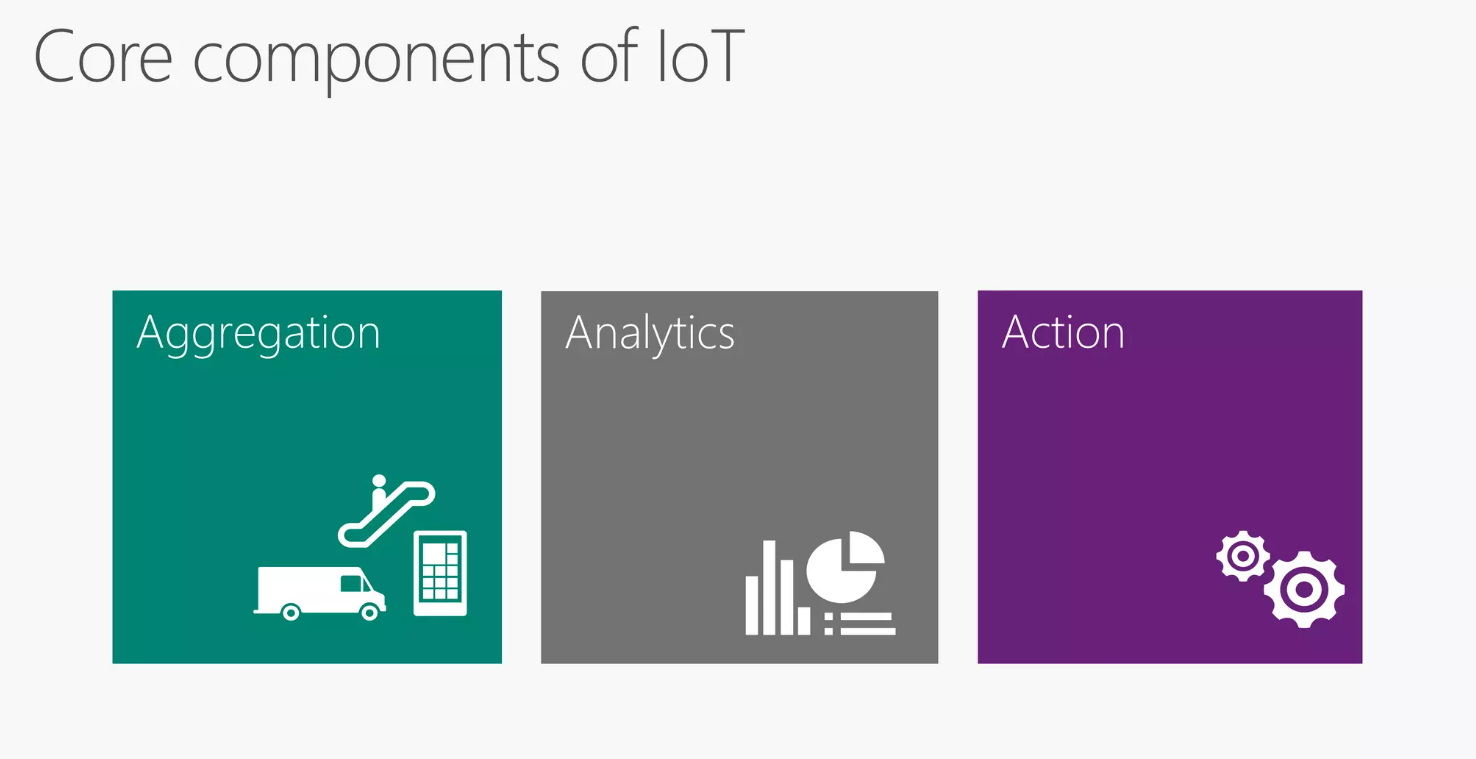 Core components of IoT
Aggregation
Analytics
Action